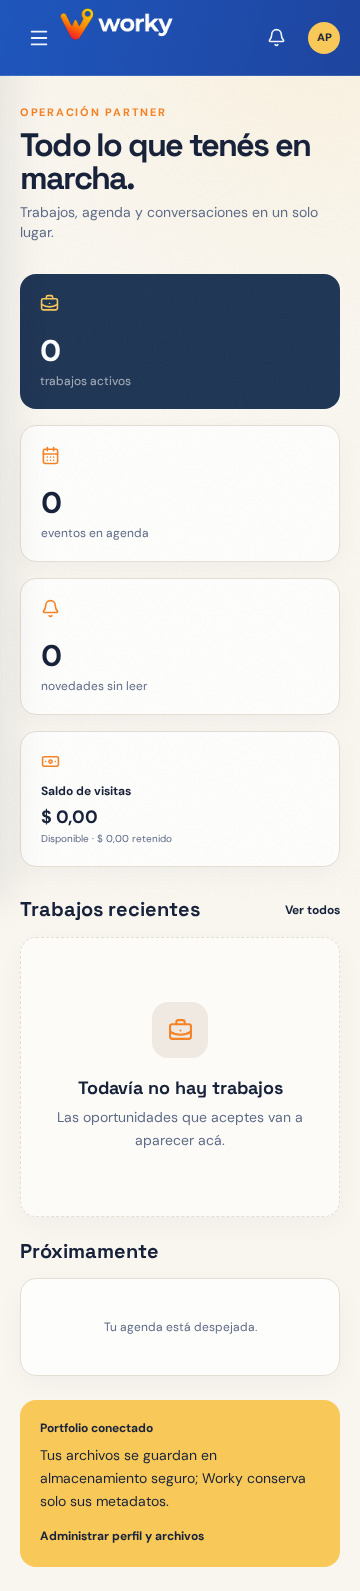 worky
AP
OPERACIÓN PARTNER
Todo lo que tenés en
marcha.
Trabajos, agenda y conversaciones en un solo
lugar.
0
trabajos activos
0
eventos en agenda
0
novedades sin leer
Saldo de visitas
$ 0,00
Disponible · $ 0,00 retenido
Trabajos recientes
Ver todos
Todavía no hay trabajos
Las oportunidades que aceptes van a
aparecer acá.
Próximamente
Tu agenda está despejada.
Portfolio conectado
Tus archivos se guardan en
almacenamiento seguro; Worky conserva
solo sus metadatos.
Administrar perfil y archivos